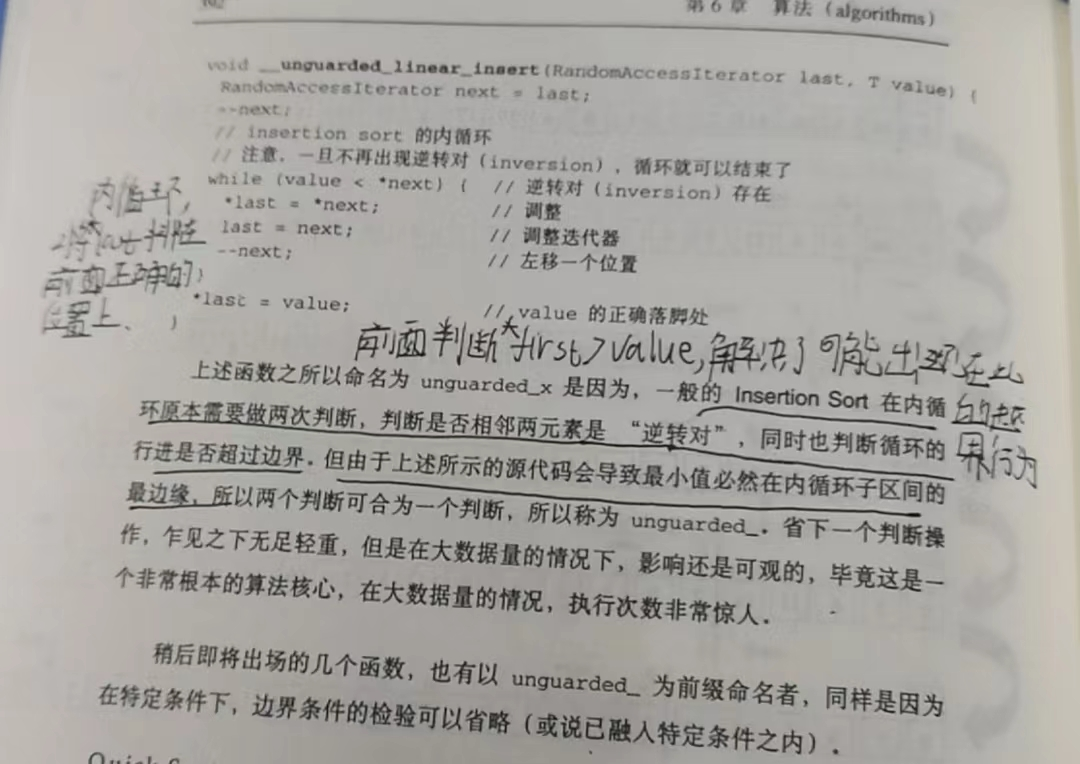 392
第 6 章 算法（algorithms）
void __unguarded_linear_insert(RandomAccessIterator last, T value) {
RandomAccessIterator next = last;
--next;
// insertion sort 的内循环
// 注意，一旦不再出现逆转对（inversion），循环就可以结束了
while (value < *next) { // 逆转对（inversion）存在
*last = *next; // 调整
last = next; // 调整迭代器
--next; // 左移一个位置
}
*last = value; // value 的正确落脚处
}
内循环,
将last排在
前面正确的
位置上、
前面判断*first>value,解决了可能出现在此
的越
界行为
上述函数之所以命名为 unguarded_x 是因为，一般的 Insertion Sort 在内循
环原本需要做两次判断，判断是否相邻两元素是 “逆转对”，同时也判断循环的
行进是否超过边界．但由于上述所示的源代码会导致最小值必然在内循环子区间的
最边缘，所以两个判断可合为一个判断，所以称为 unguarded_．省下一个判断操
作，乍见之下无足轻重，但是在大数据量的情况下，影响还是可观的，毕竟这是一
个非常根本的算法核心，在大数据量的情况，执行次数非常惊人．
稍后即将出场的几个函数，也有以 unguarded_ 为前缀命名者，同样是因为
在特定条件下，边界条件的检验可以省略（或说已融入特定条件之内）．